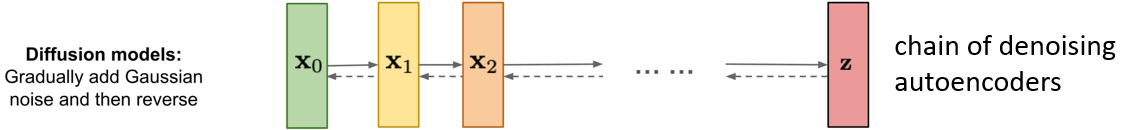 Diffusion models:
Gradually add Gaussian
noise and then reverse
x₀
x₁
x₂
... ...
z
chain of denoising
autoencoders